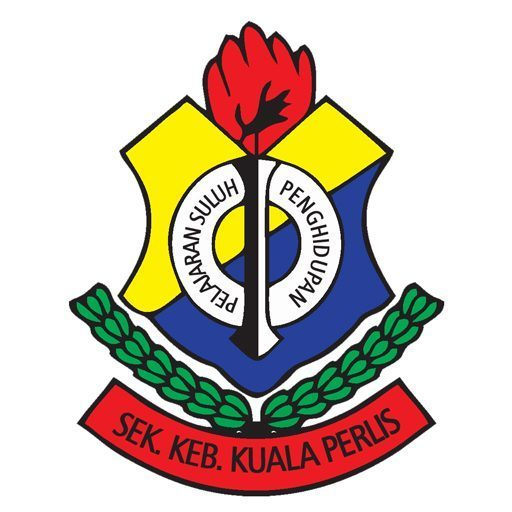 PELAJARAN SULUH
PENGHIDUPAN
SEK. KEB. KUALA PERLIS